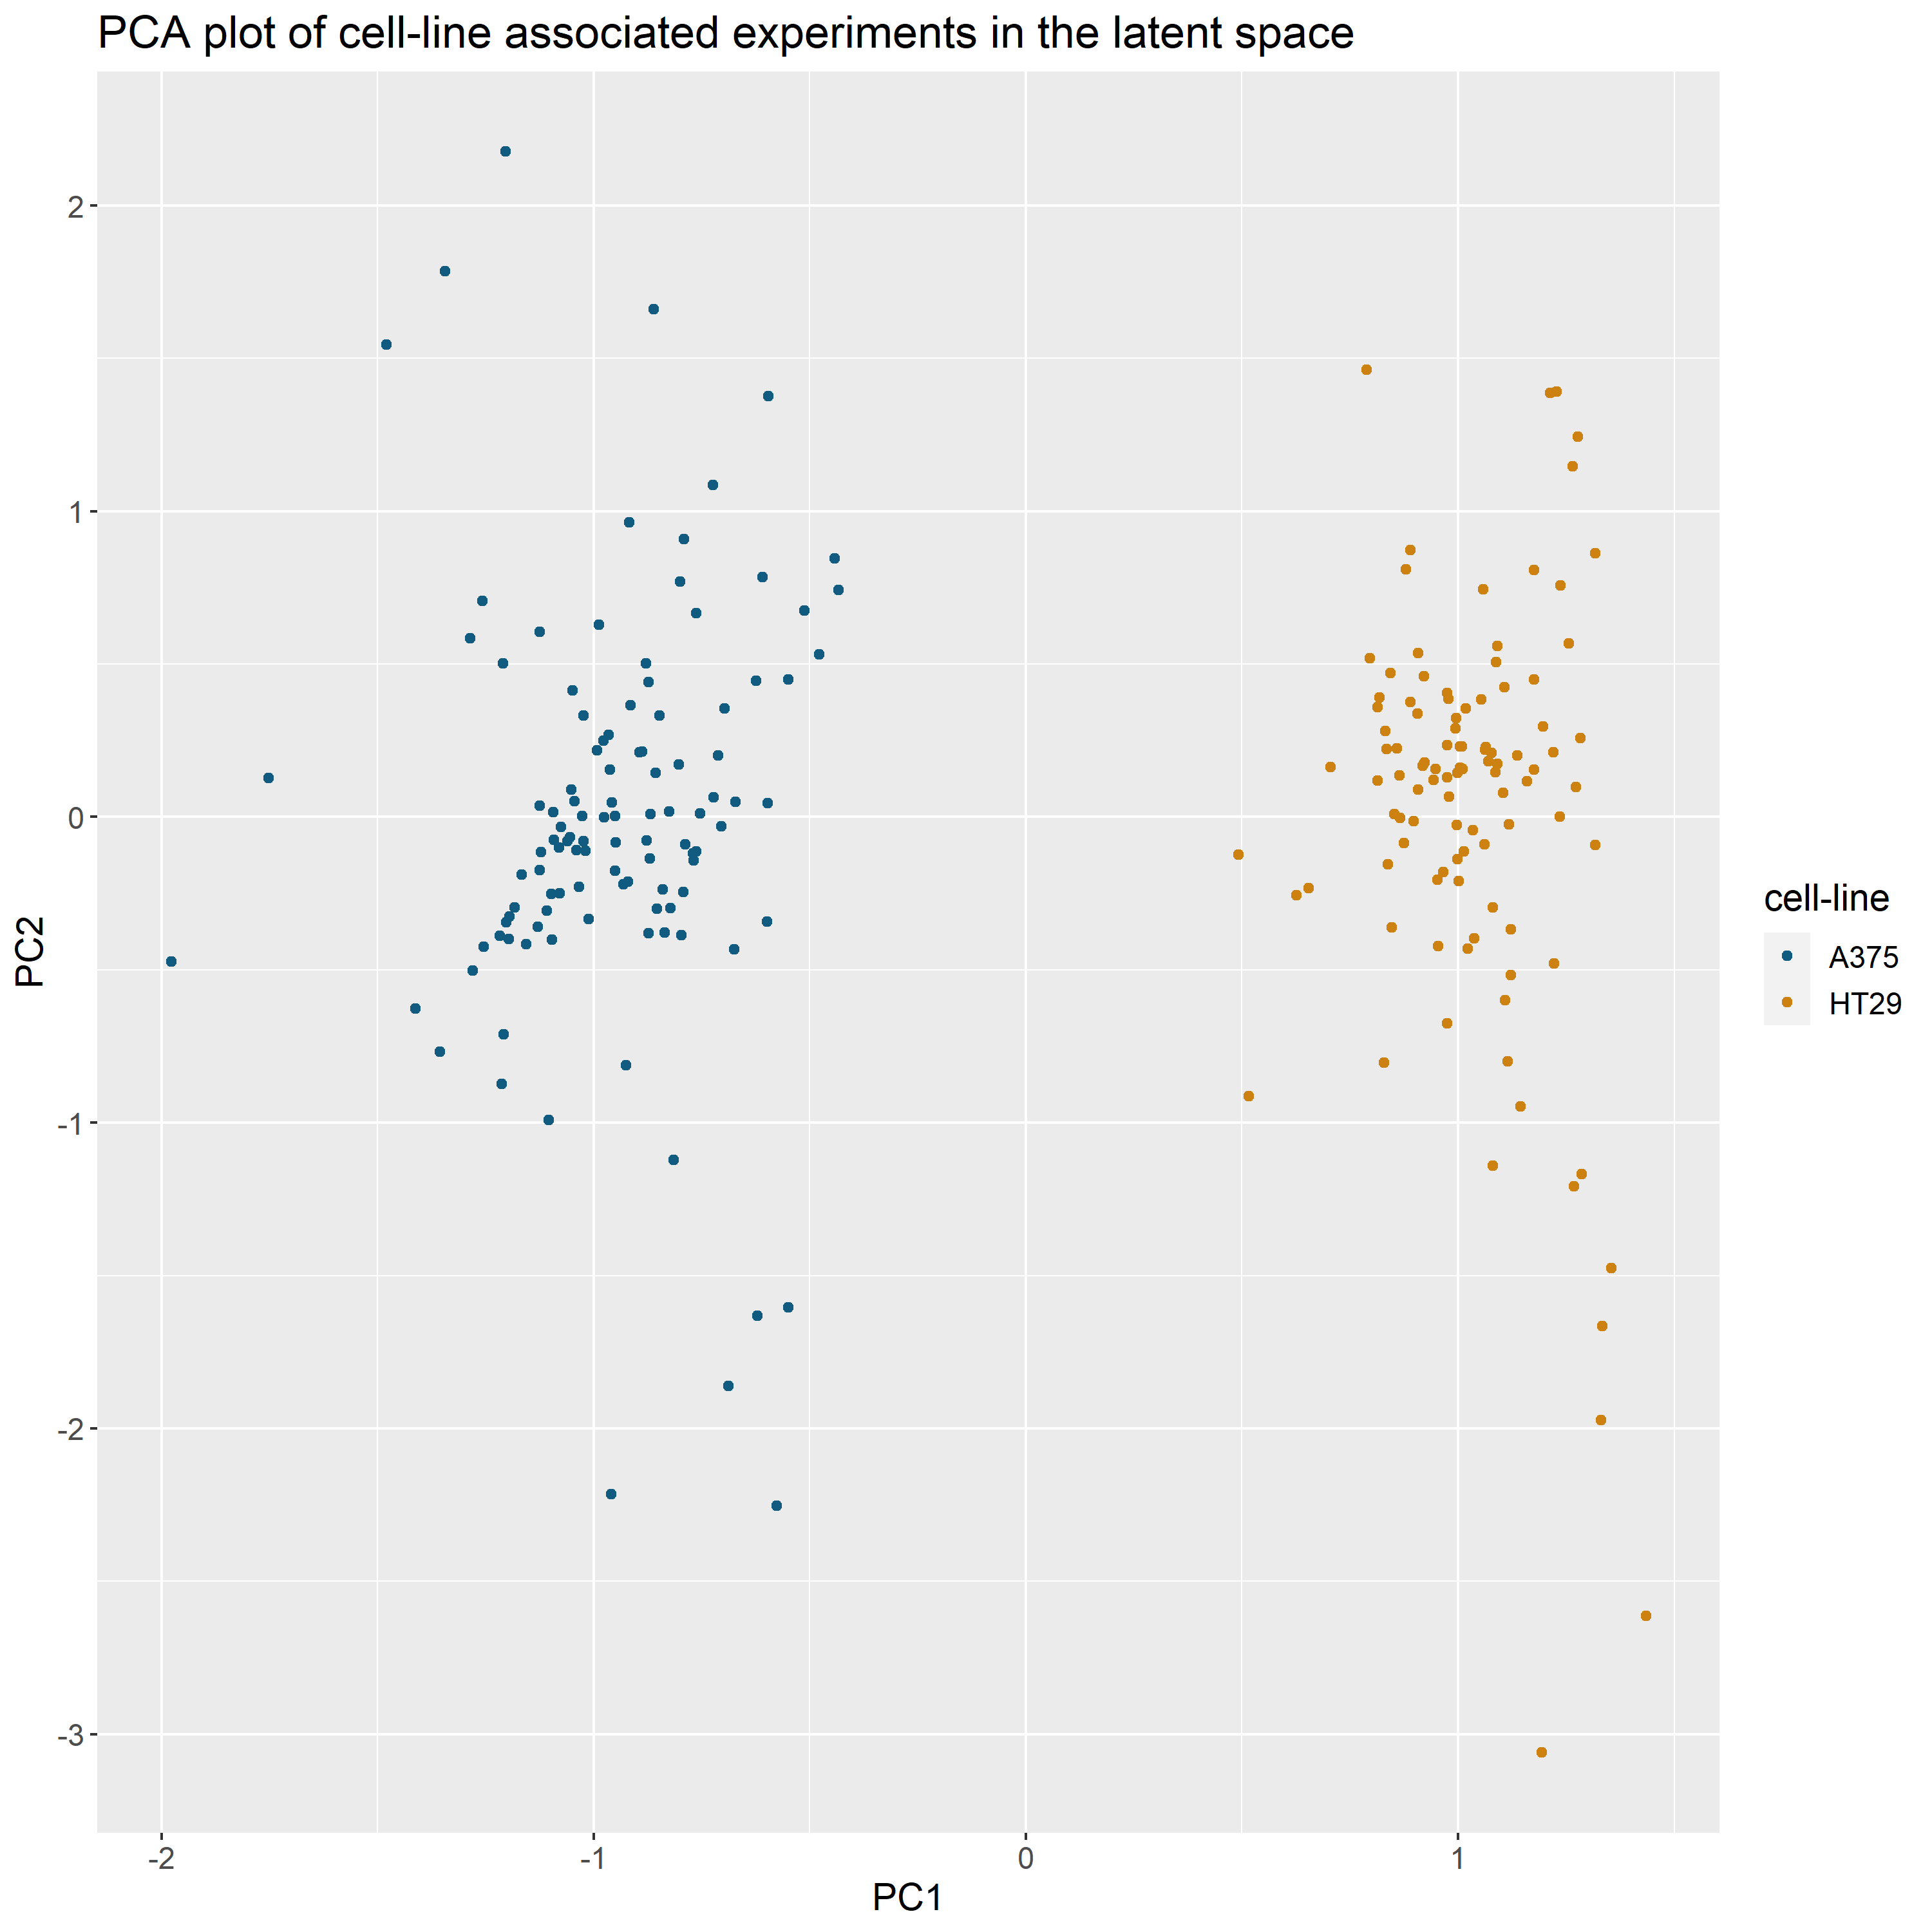 PCA plot of cell-line associated experiments in the latent space
2
1
0
-1
-2
-3
PC2
-2
-1
0
1
PC1
cell-line
A375
HT29